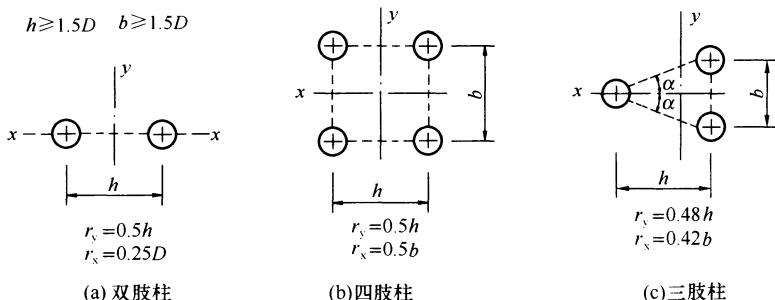 h≥1.5D b≥1.5D
y
x
x
h
r_y=0.5h
r_x=0.25D
(a) 双肢柱
y
x
b
h
r_y=0.5h
r_x=0.5b
(b)四肢柱
y
x
α
α
b
h
r_y=0.48h
r_x=0.42b
(c)三肢柱